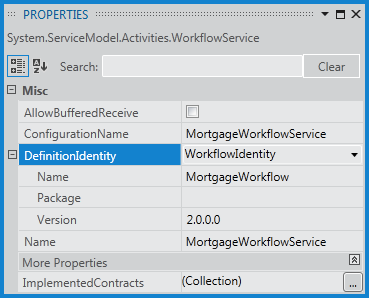 PROPERTIES
System.ServiceModel.Activities.WorkflowService
Search: Clear
Misc
AllowBufferedReceive
ConfigurationName MortgageWorkflowService
DefinitionIdentity WorkflowIdentity
Name MortgageWorkflow
Package
Version 2.0.0.0
Name MortgageWorkflowService
More Properties
ImplementedContracts (Collection) ...